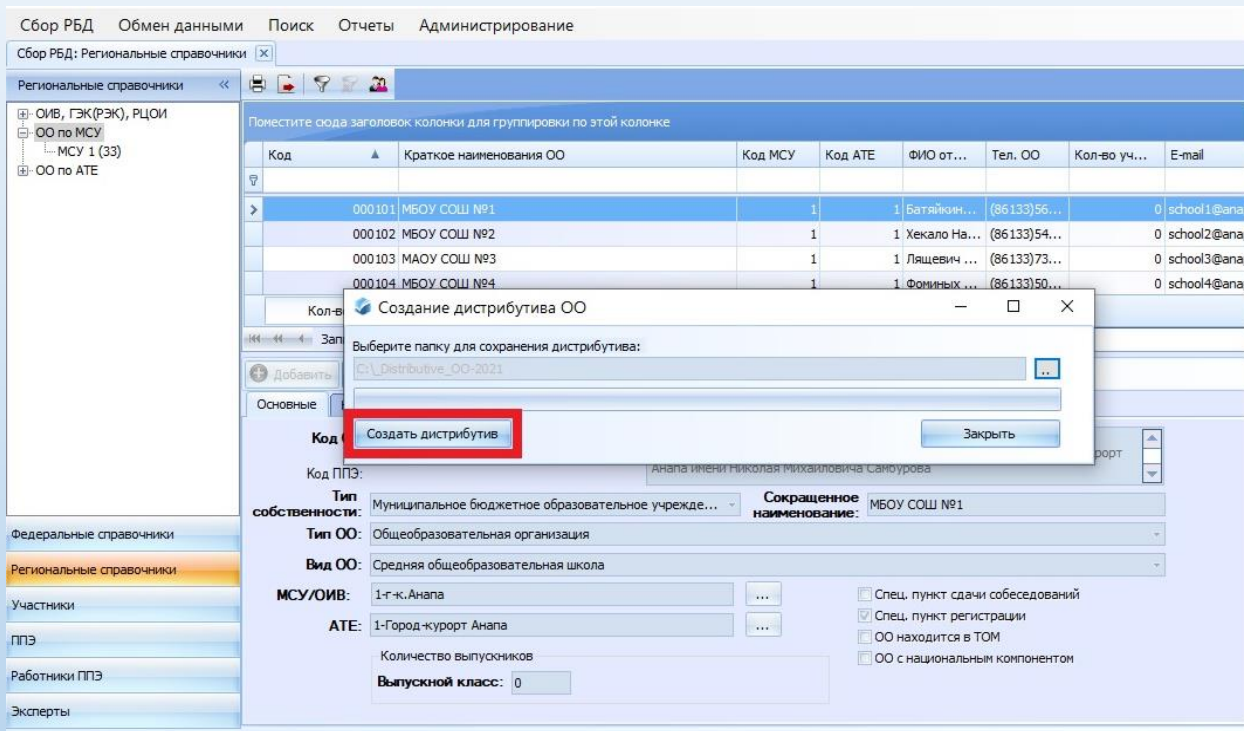 Сбор РБД Обмен данными Поиск Отчеты Администрирование
Сбор РБД: Региональные справочники
Региональные справочники
ОИВ, ГЭК(РЭК), РЦОИ
ОО по МСУ
МСУ 1 (33)
ОО по АТЕ
Поместите сюда заголовок колонки для группировки по этой колонке
Код Краткое наименования ОО Код МСУ Код АТЕ ФИО от... Тел. ОО Кол-во уч... E-mail
000101 МБОУ СОШ №1 1 1 Батяйкин... (86133)56... 0 school1@ana
000102 МБОУ СОШ №2 1 1 Хекало На... (86133)54... 0 school2@ana
000103 МАОУ СОШ №3 1 1 Лящевич ... (86133)73... 0 school3@ana
000104 МБОУ СОШ №4 1 1 Фоминых ... (86133)50... 0 school4@ana
Кол-в
Зап
Создание дистрибутива ОО
Выберите папку для сохранения дистрибутива:
C:\_Distributive_OO-2021 ..
Создать дистрибутив Закрыть
Добавить
Основные
Код
рорт
Код ППЭ:
Анапа имени Николая Михайловича Самбурова
Тип собственности: Муниципальное бюджетное образовательное учрежде... Сокращенное наименование: МБОУ СОШ №1
Тип ОО: Общеобразовательная организация
Вид ОО: Средняя общеобразовательная школа
МСУ/ОИВ: 1-г-к.Анапа ...
АТЕ: 1-Город-курорт Анапа ...
Спец. пункт сдачи собеседований
Спец. пункт регистрации
ОО находится в ТОМ
ОО с национальным компонентом
Количество выпускников
Выпускной класс: 0
Федеральные справочники
Региональные справочники
Участники
ППЭ
Работники ППЭ
Эксперты